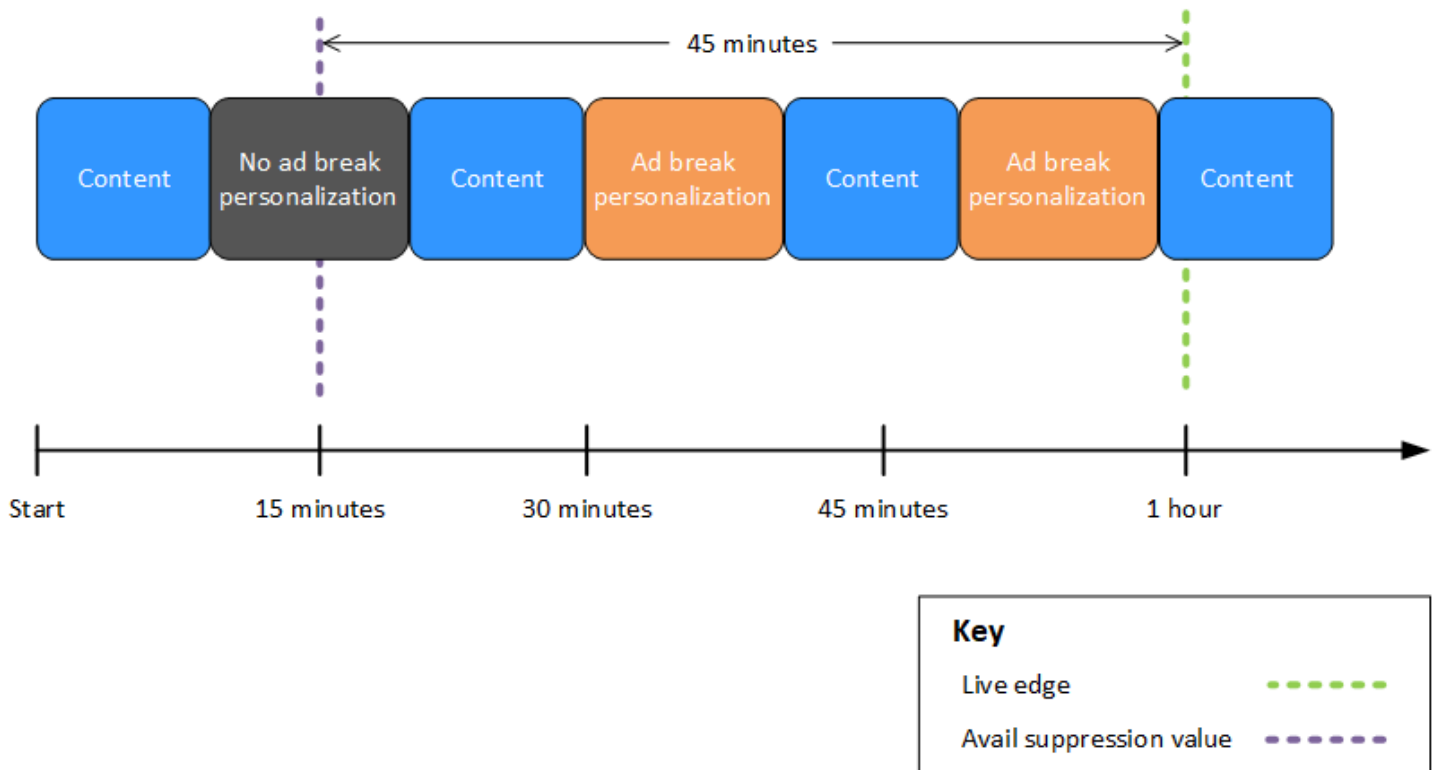 45 minutes
Content
No ad break
personalization
Content
Ad break
personalization
Content
Ad break
personalization
Content
Start
15 minutes
30 minutes
45 minutes
1 hour
Key
Live edge
Avail suppression value